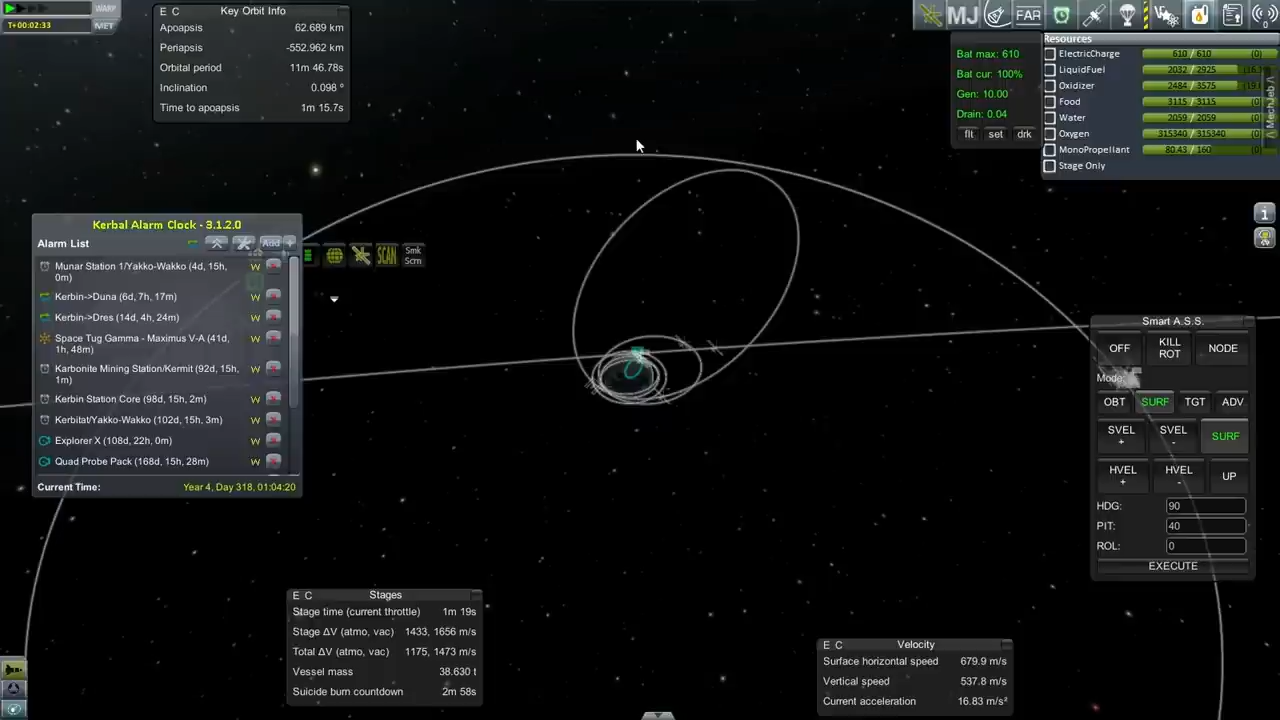 WARP
T+00:02:33
MET
E C Key Orbit Info
Apoapsis 62.689 km
Periapsis -552.962 km
Orbital period 11m 46.78s
Inclination 0.098 º
Time to apoapsis 1m 15.7s
MJ
FAR
Bat max: 610
Bat cur: 100%
Gen: 10.00
Drain: 0.04
flt set drk
Resources
ElectricCharge 610 / 610 (0)
LiquidFuel 2032 / 2925
Oxidizer 2484 / 3575
Food 3115 / 3115 (0)
Water 2059 / 2059 (0)
Oxygen 315340 / 315340 (0)
MonoPropellant 80.43 / 160 (0)
Stage Only
MechJeb
Kerbal Alarm Clock - 3.1.2.0
Alarm List Add +
Munar Station 1/Yakko-Wakko (4d, 15h, W
0m)
Kerbin->Duna (6d, 7h, 17m) W
Kerbin->Dres (14d, 4h, 24m) W
Space Tug Gamma - Maximus V-A (41d, W
1h, 48m)
Karbonite Mining Station/Kermit (92d, 15h, W
1m)
Kerbin Station Core (98d, 15h, 2m) W
Kerbitat/Yakko-Wakko (102d, 15h, 3m) W
Explorer X (108d, 22h, 0m) W
Quad Probe Pack (168d, 15h, 28m) W
Current Time: Year 4, Day 318, 01:04:20
SCAN
Smk
Scrn
Smart A.S.S.
OFF KILL ROT NODE
Mode:
OBT SURF TGT ADV
SVEL + SVEL - SURF
HVEL + HVEL - UP
HDG: 90
PIT: 40
ROL: 0
EXECUTE
E C Stages
Stage time (current throttle) 1m 19s
Stage ΔV (atmo, vac) 1433, 1656 m/s
Total ΔV (atmo, vac) 1175, 1473 m/s
Vessel mass 38.630 t
Suicide burn countdown 2m 58s
E C Velocity
Surface horizontal speed 679.9 m/s
Vertical speed 537.8 m/s
Current acceleration 16.83 m/s²